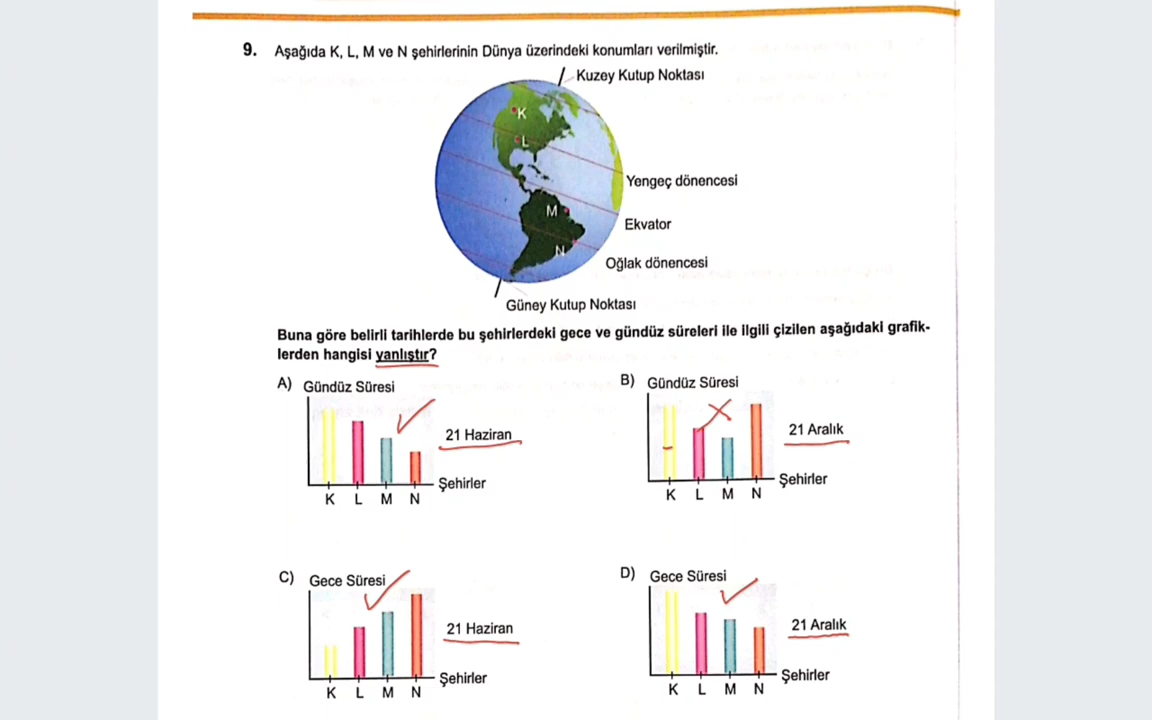 9. Aşağıda K, L, M ve N şehirlerinin Dünya üzerindeki konumları verilmiştir.
Kuzey Kutup Noktası
K
L
Yengeç dönencesi
M
Ekvator
N
Oğlak dönencesi
Güney Kutup Noktası
Buna göre belirli tarihlerde bu şehirlerdeki gece ve gündüz süreleri ile ilgili çizilen aşağıdaki grafik-
lerden hangisi yanlıştır?
A) Gündüz Süresi
21 Haziran
Şehirler
K L M N
B) Gündüz Süresi
21 Aralık
Şehirler
K L M N
C) Gece Süresi
21 Haziran
Şehirler
K L M N
D) Gece Süresi
21 Aralık
Şehirler
K L M N